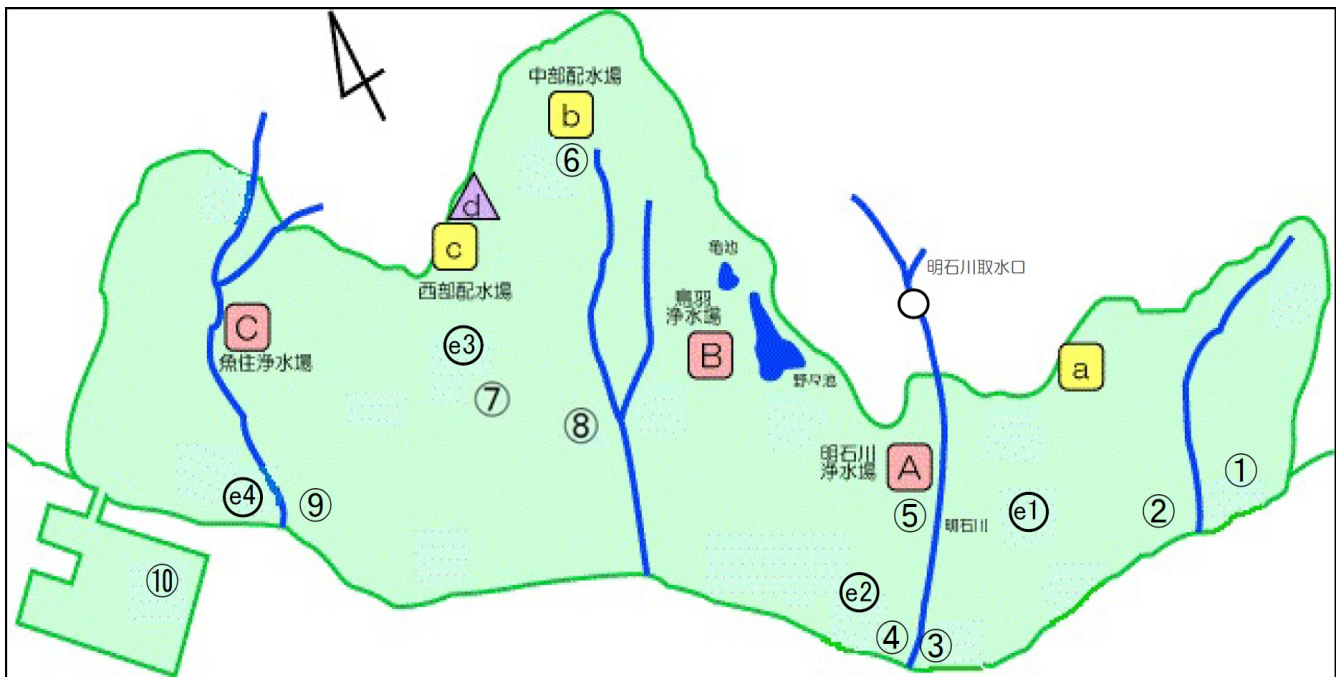 中部配水場
b
⑥
d
c
西部配水場
亀池
鳥羽
浄水場
B
野々池
明石川取水口
C
魚住浄水場
e3
⑦
⑧
a
明石川
浄水場
A
⑤
明石川
e1
①
②
e4
⑨
⑩
e2
④
③